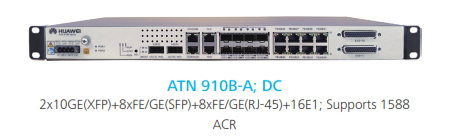 HUAWEI
ATN 910B-A; DC
2x10GE(XFP)+8xFE/GE(SFP)+8xFE/GE(RJ-45)+16E1; Supports 1588
ACR